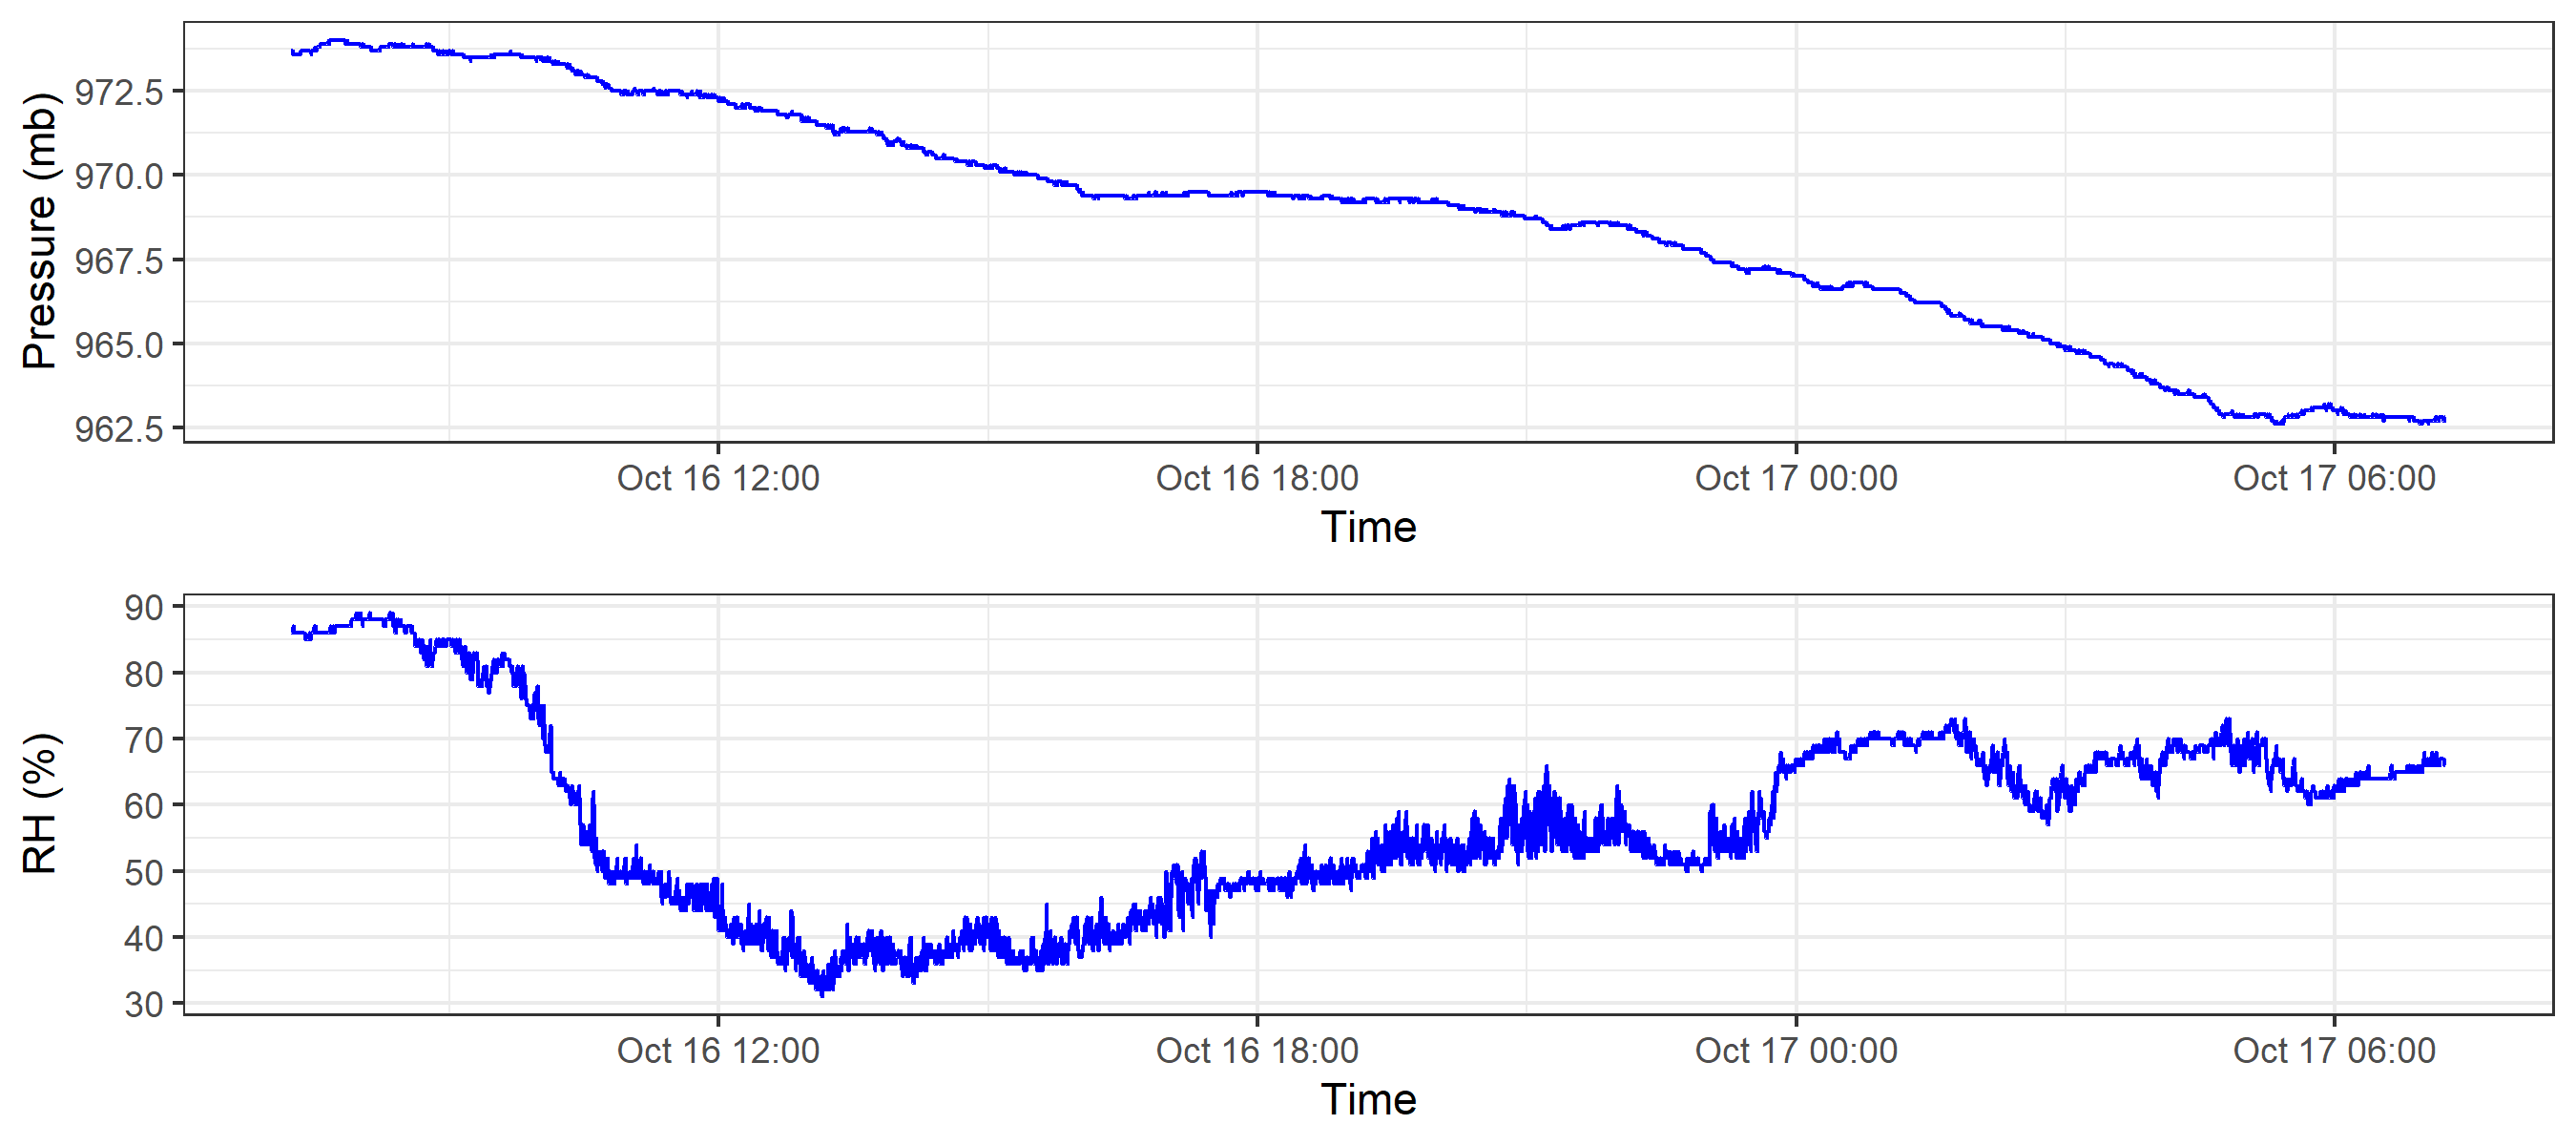 Pressure (mb)
972.5
970.0
967.5
965.0
962.5
Oct 16 12:00
Oct 16 18:00
Oct 17 00:00
Oct 17 06:00
Time
RH (%)
90
80
70
60
50
40
30
Oct 16 12:00
Oct 16 18:00
Oct 17 00:00
Oct 17 06:00
Time